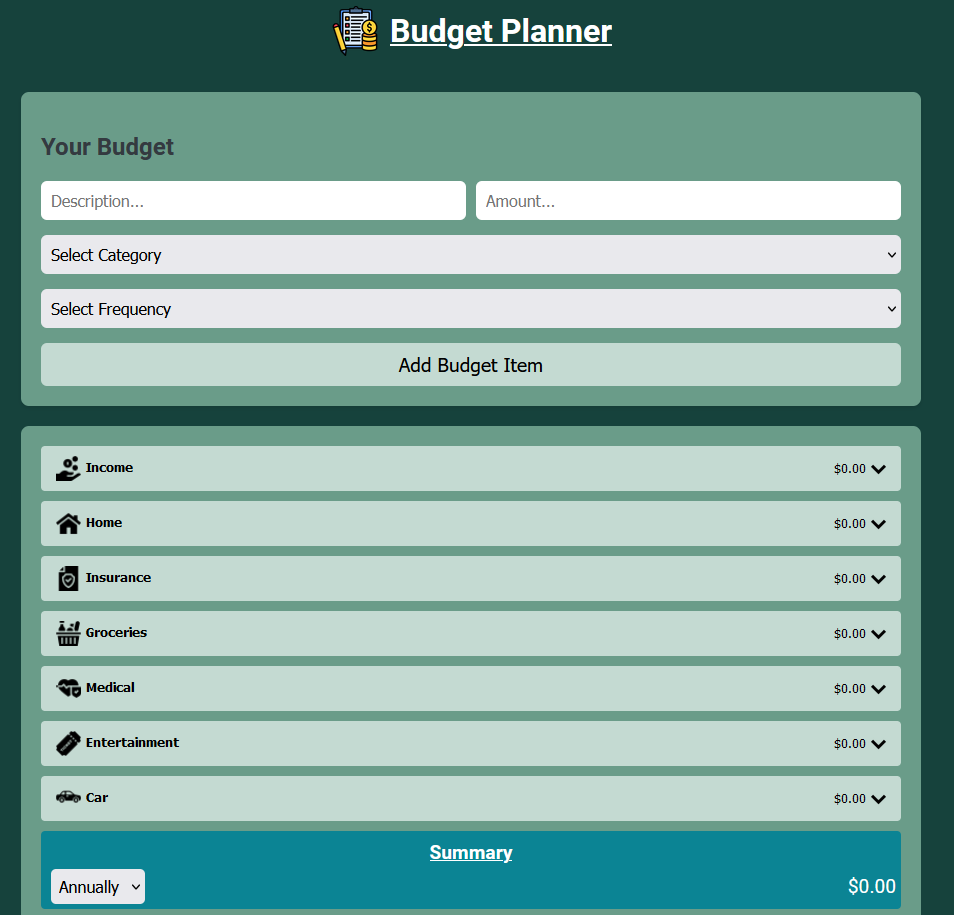 Budget Planner
Your Budget
Description... Amount...
Select Category
Select Frequency
Add Budget Item
Income $0.00
Home $0.00
Insurance $0.00
Groceries $0.00
Medical $0.00
Entertainment $0.00
Car $0.00
Summary
Annually $0.00